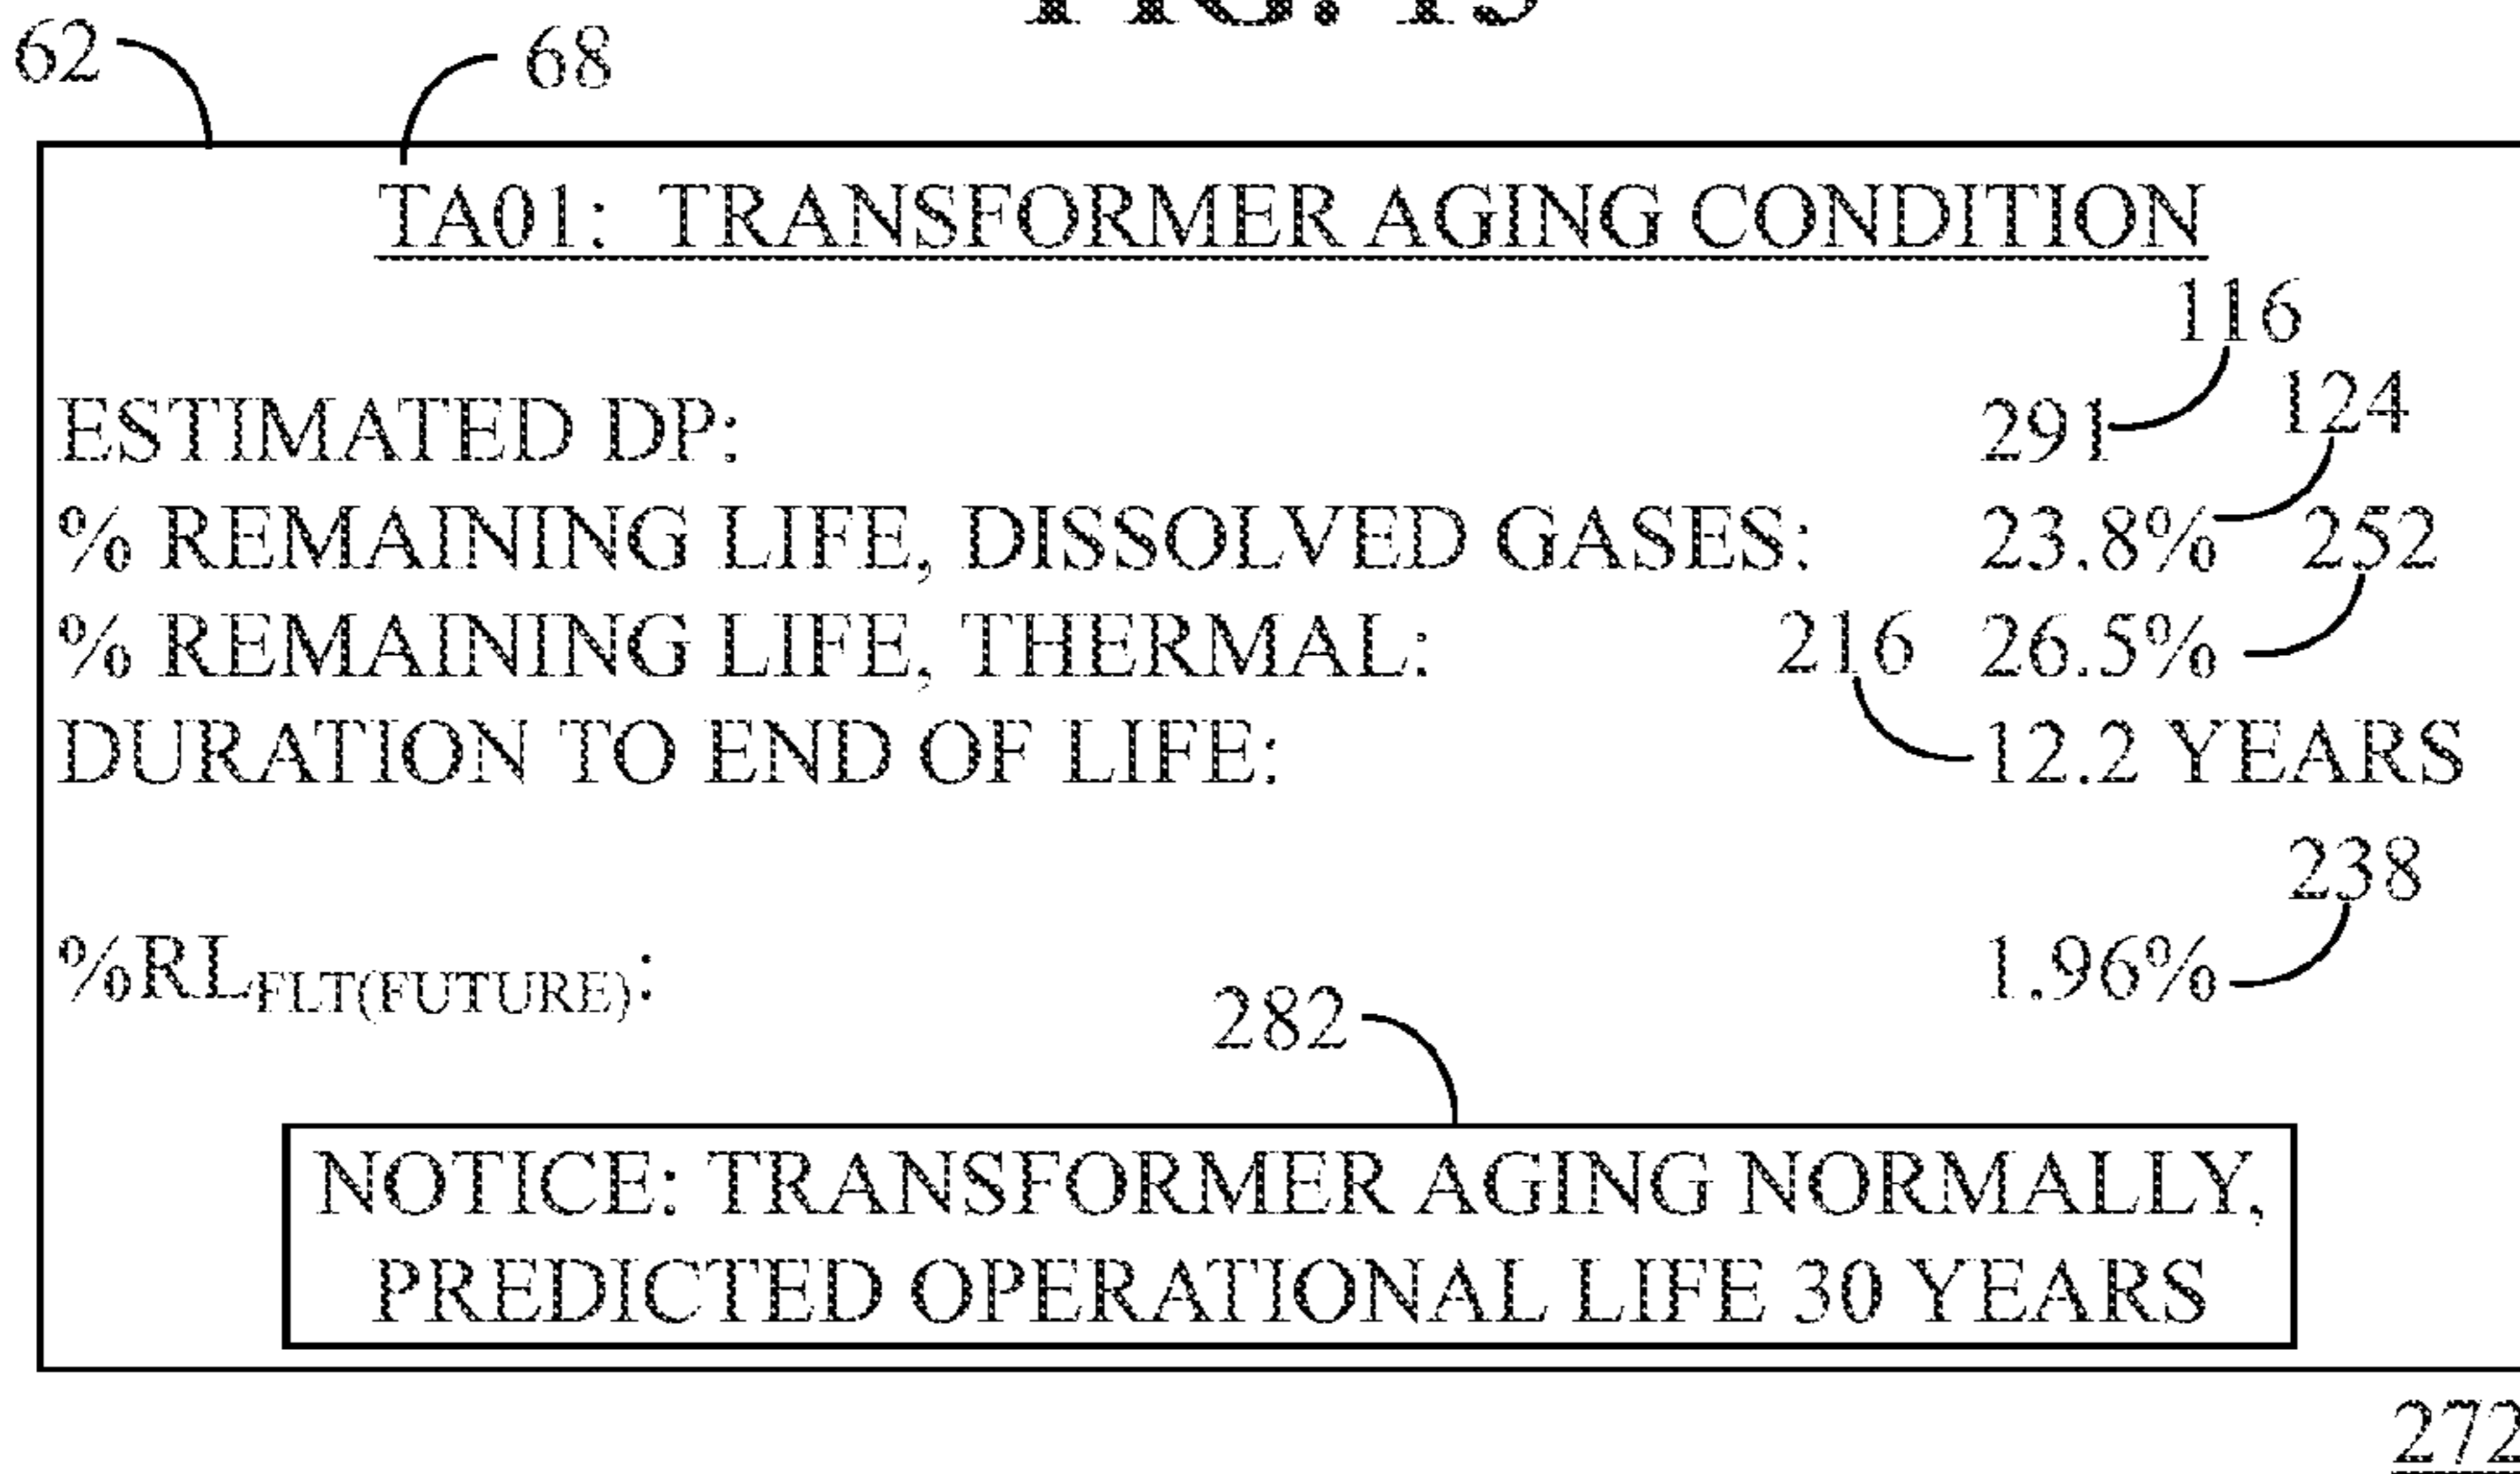 FIG. 15
62
68
TA01: TRANSFORMER AGING CONDITION
116
ESTIMATED DP: 291
124
% REMAINING LIFE, DISSOLVED GASES: 23.8%
252
% REMAINING LIFE, THERMAL: 26.5%
216
DURATION TO END OF LIFE: 12.2 YEARS
238
%RLFLT(FUTURE): 1.96%
282
NOTICE: TRANSFORMER AGING NORMALLY,
PREDICTED OPERATIONAL LIFE 30 YEARS
272